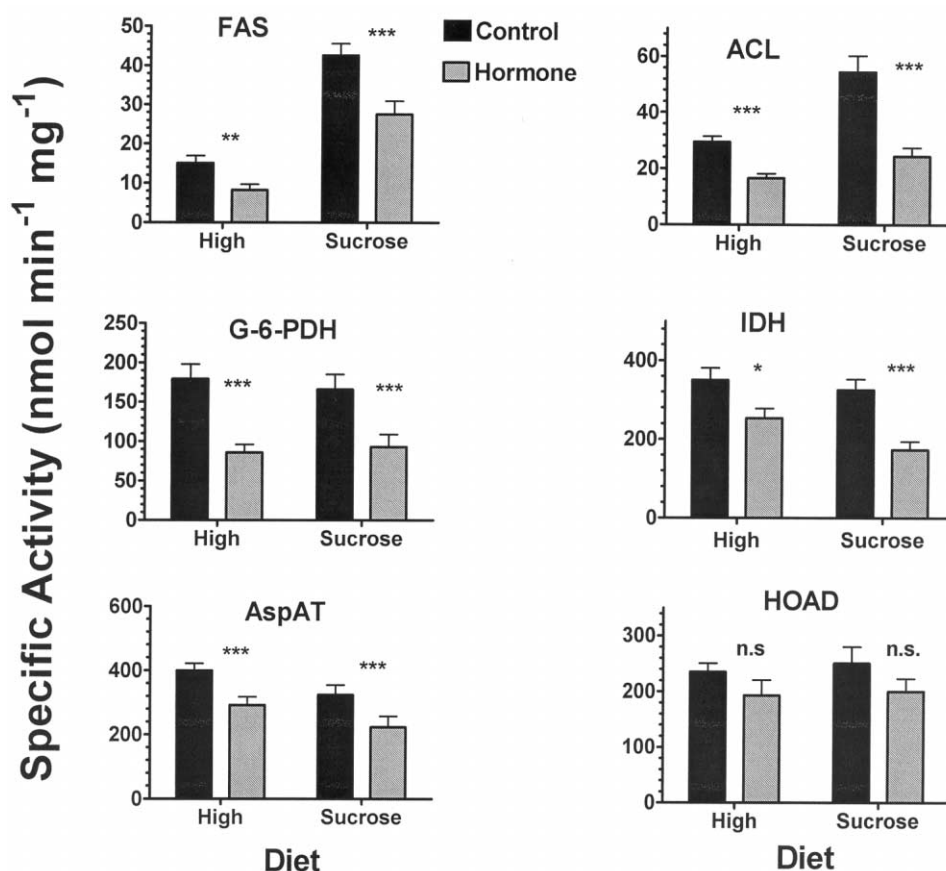 Specific Activity (nmol min⁻¹ mg⁻¹)
FAS
50
40
30
20
10
0
**
***
High Sucrose
Control
Hormone
ACL
60
40
20
0
***
***
High Sucrose
G-6-PDH
250
200
150
100
50
0
***
***
High Sucrose
IDH
400
200
0
*
***
High Sucrose
AspAT
600
400
200
0
***
***
High Sucrose
Diet
HOAD
300
200
100
0
n.s
n.s.
High Sucrose
Diet